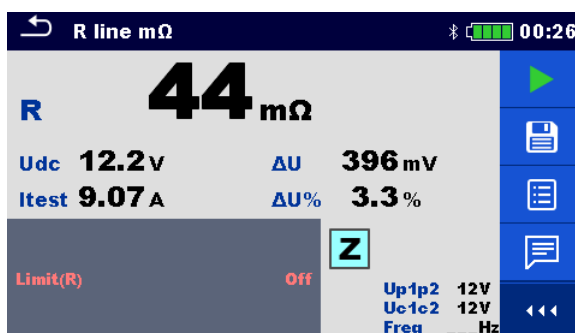 R line mΩ 00:26
R 44 mΩ
Udc 12.2 V ΔU 396 mV
Itest 9.07 A ΔU% 3.3 %
Z
Limit(R) Off
Up1p2 12V
Uc1c2 12V
Freq __Hz